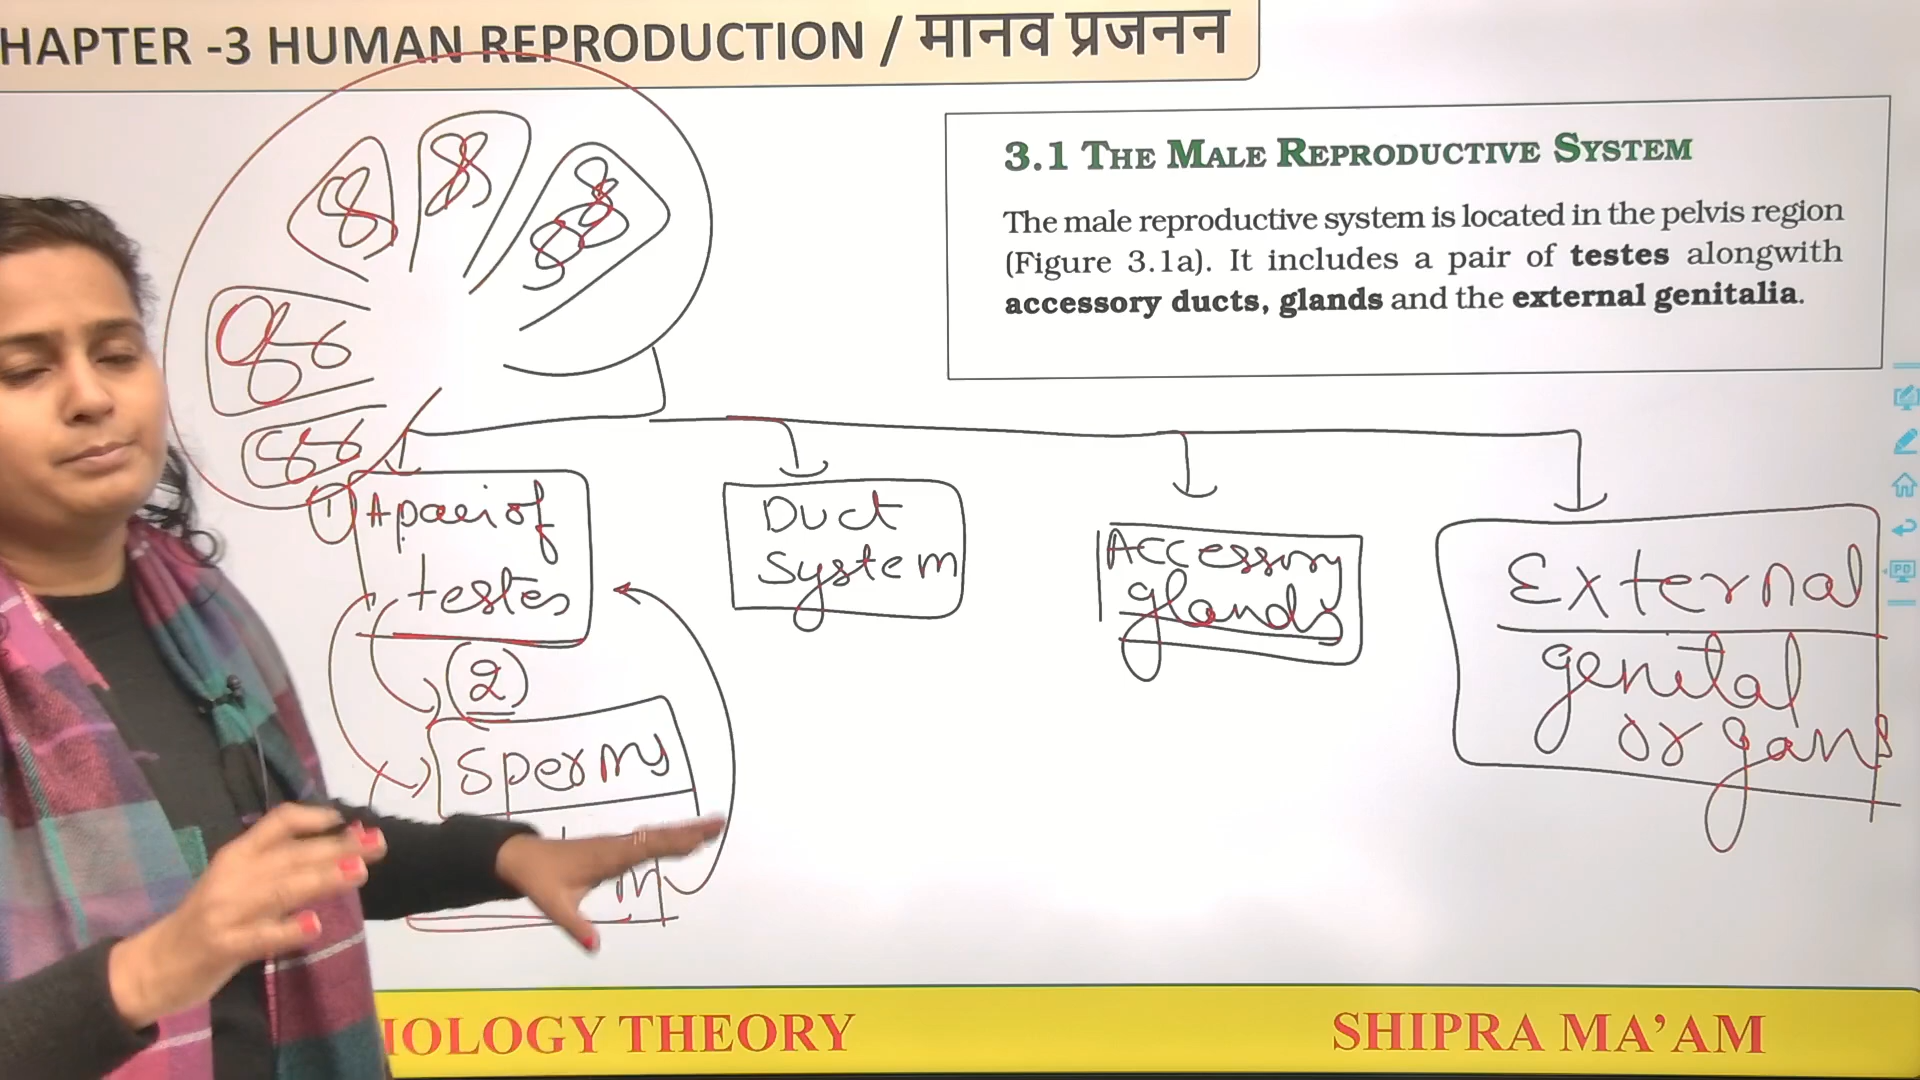 HAPTER -3 HUMAN REPRODUCTION / मानव प्रजनन
3.1 THE MALE REPRODUCTIVE SYSTEM
The male reproductive system is located in the pelvis region
(Figure 3.1a). It includes a pair of testes alongwith
accessory ducts, glands and the external genitalia.
① A pair of
testes
(2)
Sperms
Duct
System
Accessory
glands
External
genital
organs
PD
IOLOGY THEORY
SHIPRA MA'AM